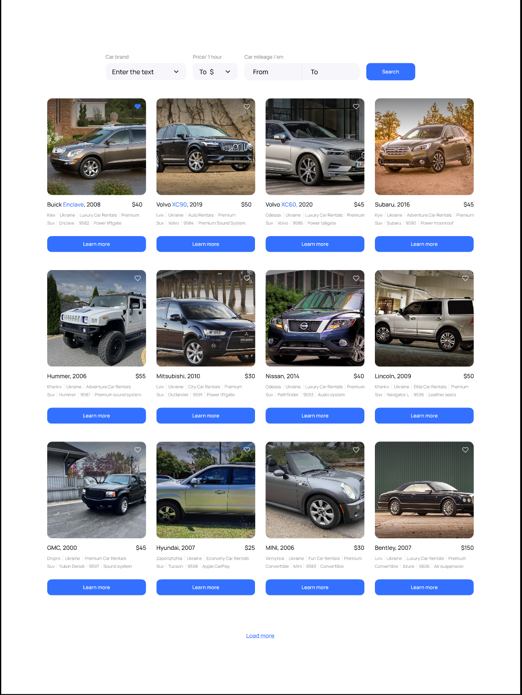 Car brand
Price/ 1 hour
Car mileage / km
Enter the text
To $
From
To
Search
Buick Enclave, 2008 $40
Kiev Ukraine Luxury Car Rentals Premium
Suv Enclave 9582 Power liftgate
Learn more
Volvo XC90, 2019 $50
Lviv Ukraine Auto Rentals Premium
Suv Volvo 9584 Premium Sound System
Learn more
Volvo XC60, 2020 $45
Odessa Ukraine Luxury Car Rentals Premium
Suv Volvo 9586 Power tailgate
Learn more
Subaru, 2016 $45
Kyiv Ukraine Adventure Car Rentals Premium
Suv Subaru 9590 Power moonroof
Learn more
Hummer, 2006 $55
Kharkiv Ukraine Adventure Car Rentals
Suv Hummer 9587 Premium sound system
Learn more
Mitsubishi, 2010 $30
Lviv Ukraine City Car Rentals Premium
Suv Outlander 9591 Power liftgate
Learn more
Nissan, 2014 $40
Odessa Ukraine Luxury Car Rentals Premium
Suv Pathfinder Audio system
Learn more
Lincoln, 2009 $50
Kharkiv Ukraine Elite Car Rentals Premium
Suv Navigator L Leather seats
Learn more
GMC, 2000 $45
Dnipro Ukraine Premium Car Rentals
Suv Yukon Denali 9597 Sound system
Learn more
Hyundai, 2007 $25
Zaporizhzhia Ukraine Economy Car Rentals
Suv Tucson Apple CarPlay
Learn more
MINI, 2006 $30
Vinnytsia Ukraine Fun Car Rentals Premium
Convertible Mini Convertible
Learn more
Bentley, 2007 $150
Lviv Ukraine Luxury Car Rentals Premium
Convertible Azure Air suspension
Learn more
Load more